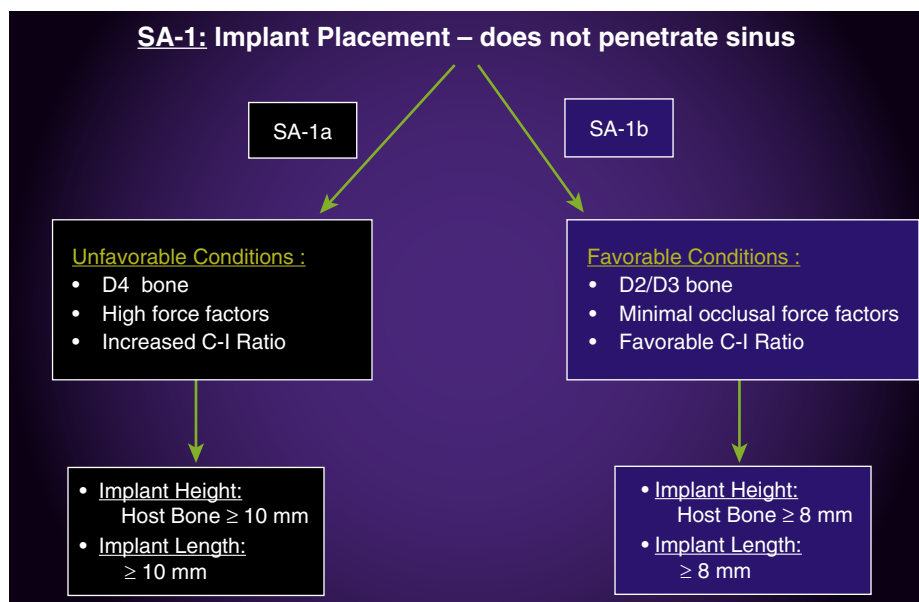 SA-1: Implant Placement – does not penetrate sinus
SA-1a
SA-1b
Unfavorable Conditions :
• D4 bone
• High force factors
• Increased C-I Ratio
Favorable Conditions :
• D2/D3 bone
• Minimal occlusal force factors
• Favorable C-I Ratio
• Implant Height:
Host Bone ≥ 10 mm
• Implant Length:
≥ 10 mm
• Implant Height:
Host Bone ≥ 8 mm
• Implant Length:
≥ 8 mm